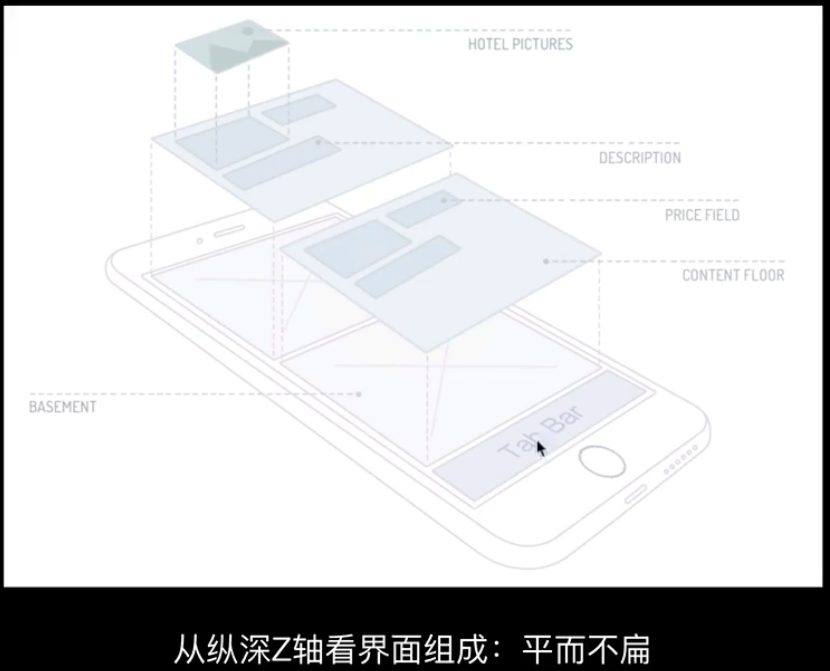 HOTEL PICTURES
DESCRIPTION
PRICE FIELD
CONTENT FLOOR
BASEMENT
Tab Bar
从纵深Z轴看界面组成：平而不扁